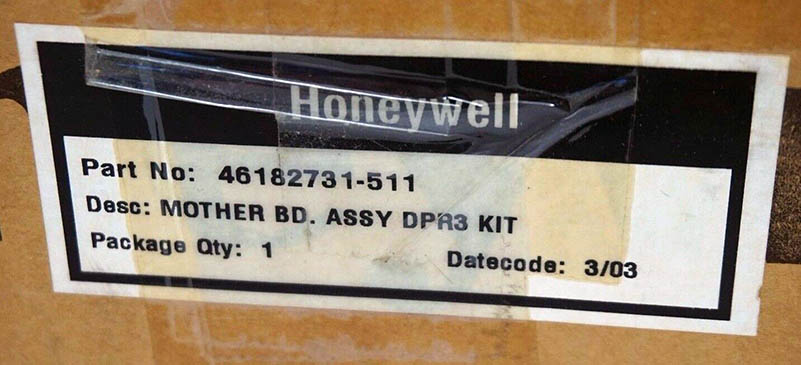 Honeywell
Part No: 46182731-511
Desc: MOTHER BD. ASSY DPR3 KIT
Package Qty: 1 Datecode: 3/03